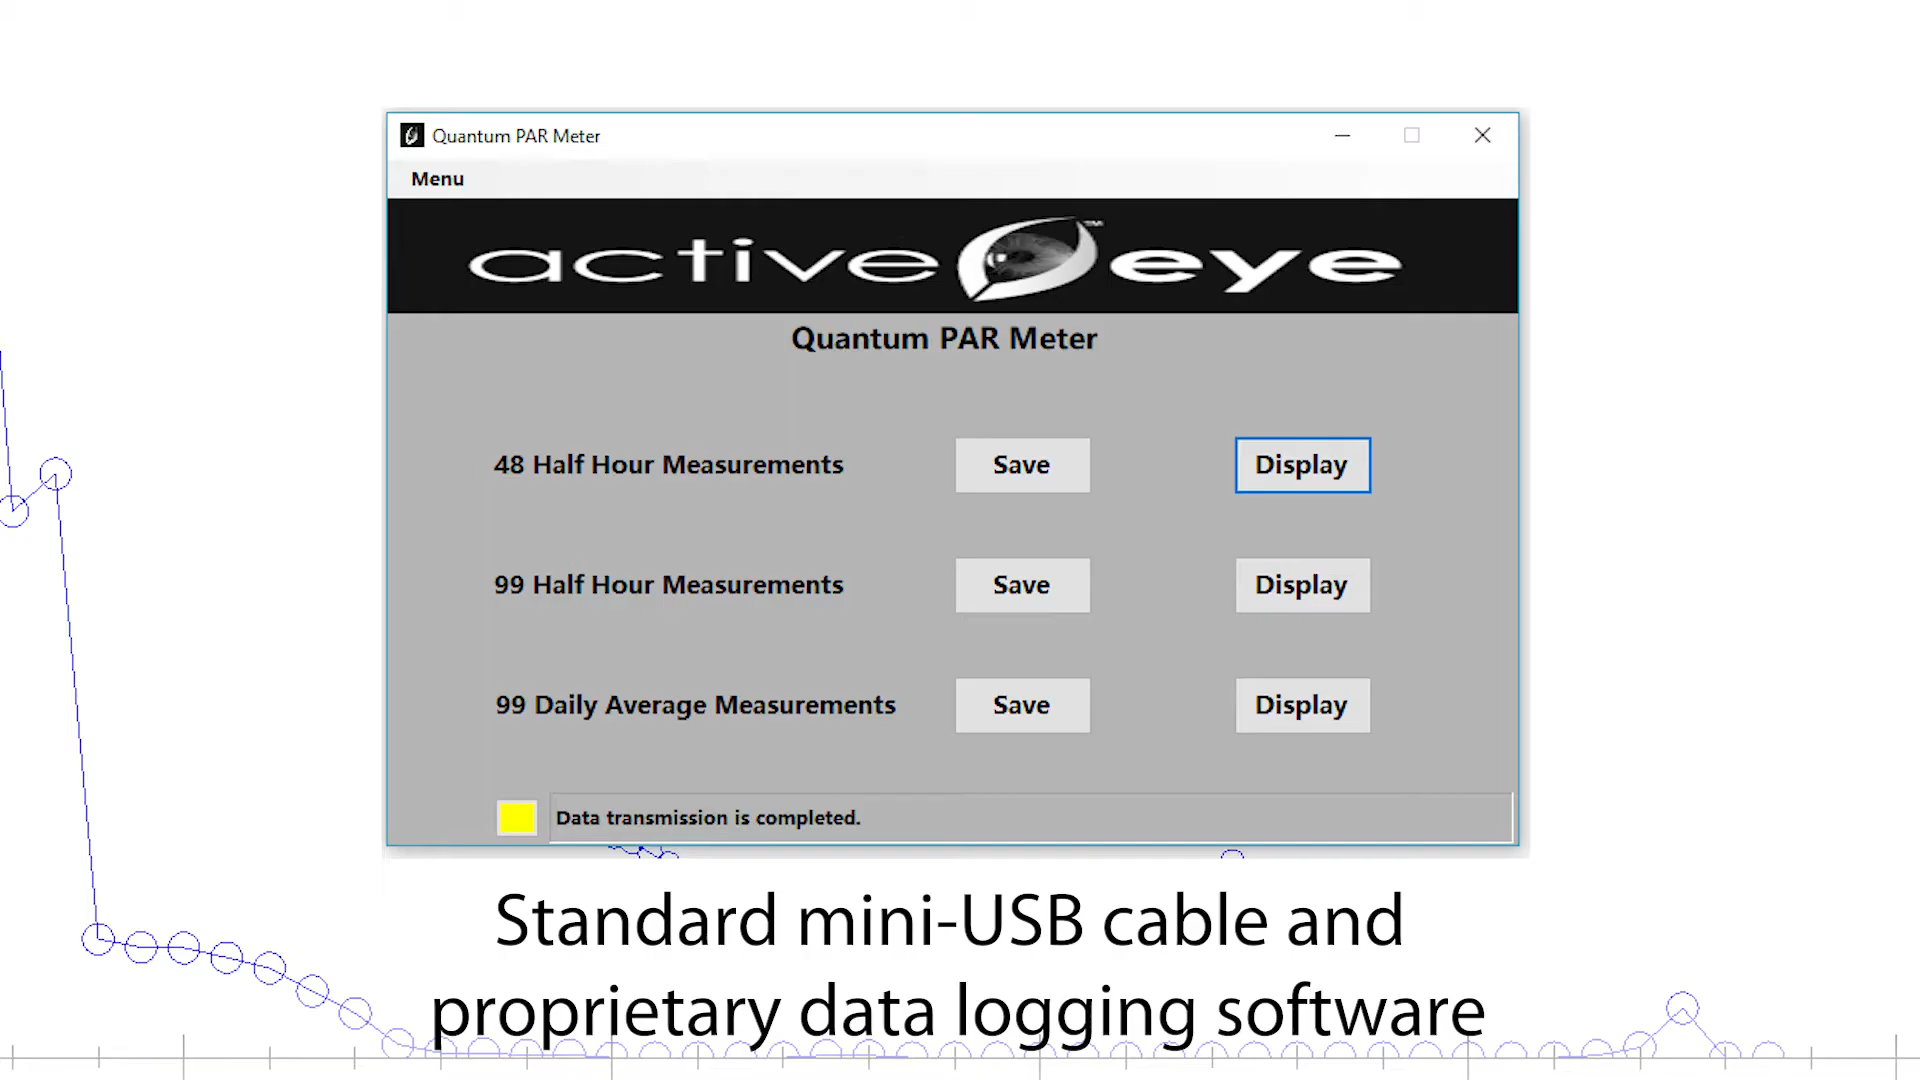 Quantum PAR Meter
Menu
active eye™
Quantum PAR Meter
48 Half Hour Measurements Save Display
99 Half Hour Measurements Save Display
99 Daily Average Measurements Save Display
Data transmission is completed.
Standard mini-USB cable and
proprietary data logging software